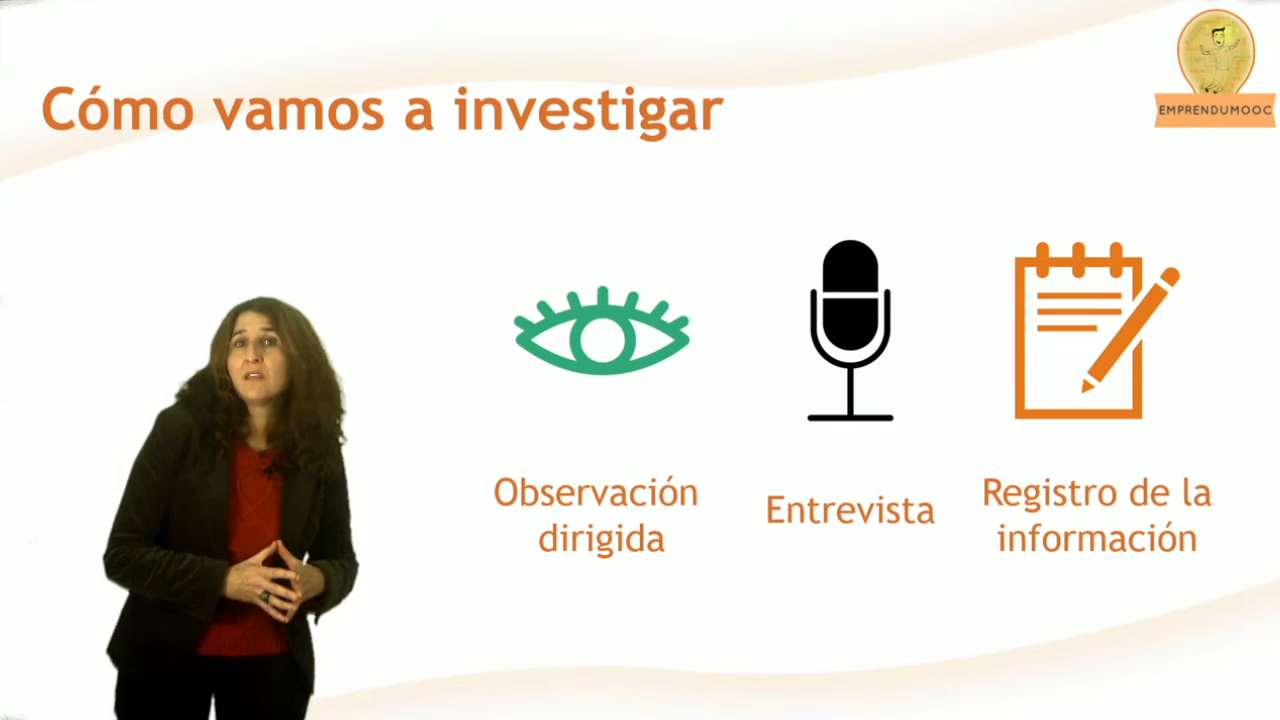 Cómo vamos a investigar
EMPRENDUMOOC
Observación
dirigida
Entrevista
Registro de la
información